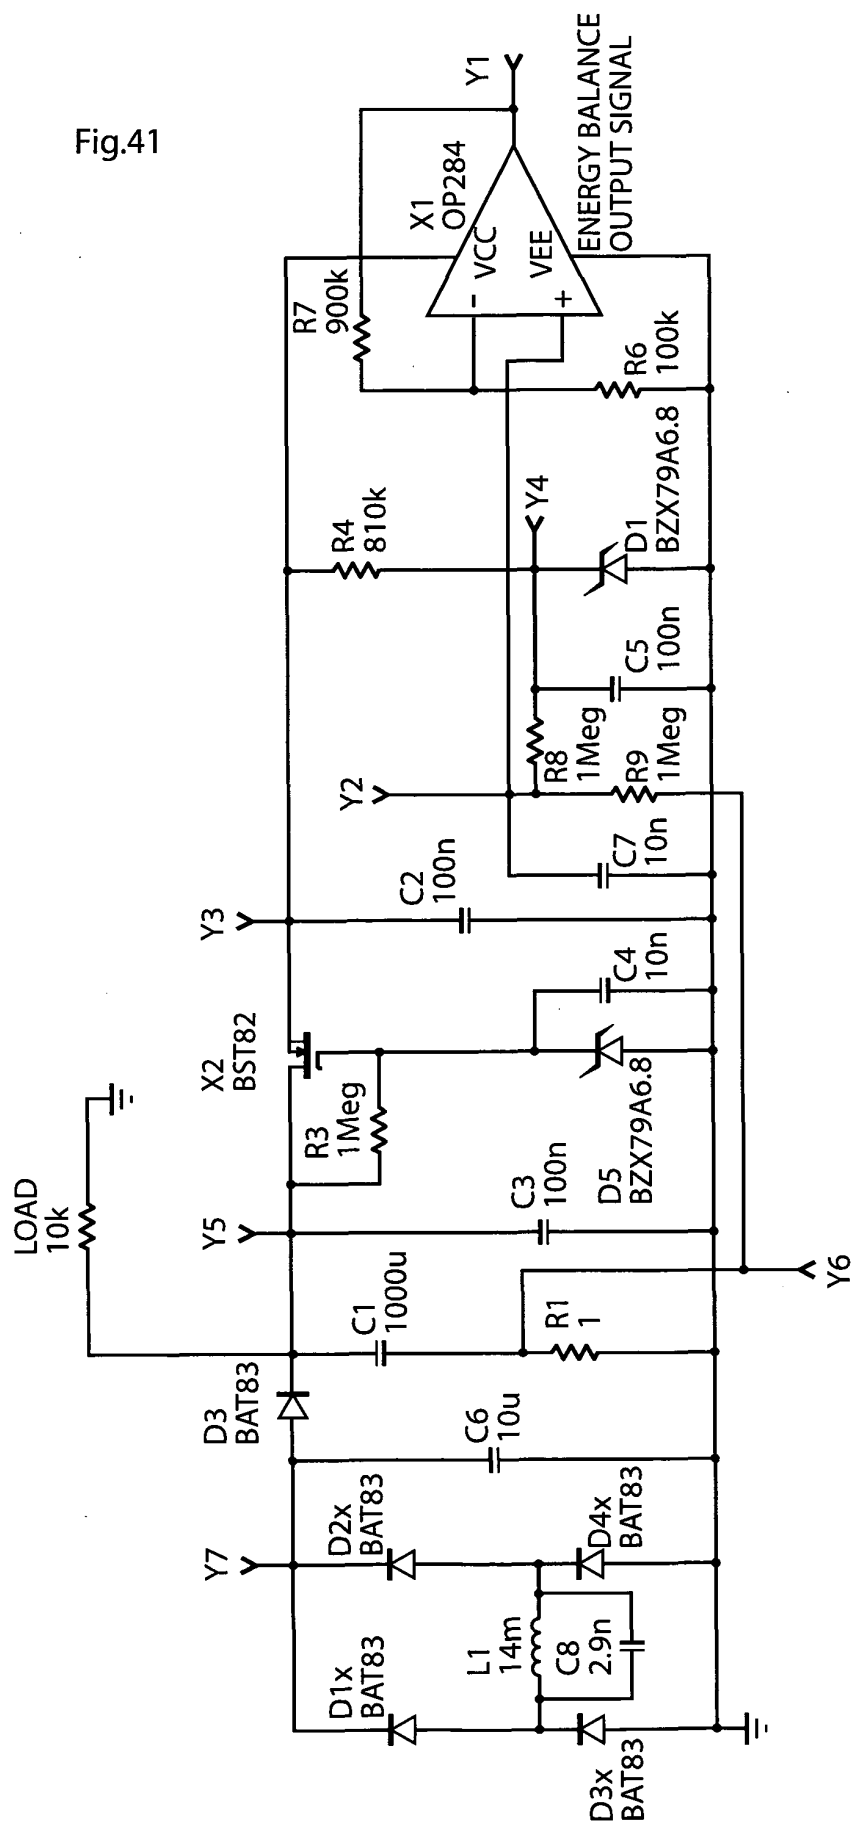 Fig.41
LOAD
10k
D1x
BAT83
D3x
BAT83
L1
14m
C8
2.9n
Y7
D2x
BAT83
D4x
BAT83
C6
10u
D3
BAT83
C1
1000u
R1
1
Y6
Y5
C3
100n
R3
1Meg
D5
BZX79A6.8
X2
BST82
C4
10n
Y3
C2
100n
C7
10n
Y2
R8
1Meg
R9
1Meg
C5
100n
R4
810k
Y4
D1
BZX79A6.8
R7
900k
R6
100k
X1
OP284
VCC
VEE
-
+
Y1
ENERGY BALANCE
OUTPUT SIGNAL